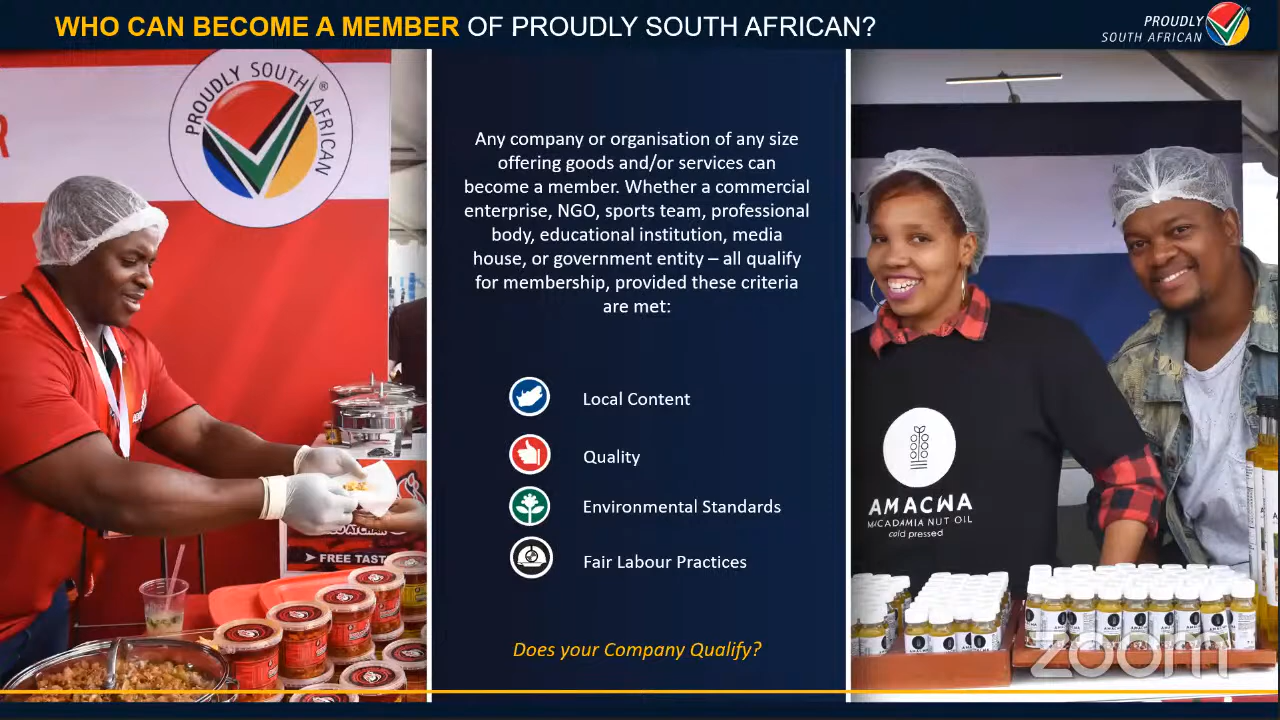 WHO CAN BECOME A MEMBER OF PROUDLY SOUTH AFRICAN?
PROUDLY
SOUTH AFRICAN
PROUDLY SOUTH AFRICAN
Any company or organisation of any size
offering goods and/or services can
become a member. Whether a commercial
enterprise, NGO, sports team, professional
body, educational institution, media
house, or government entity – all qualify
for membership, provided these criteria
are met:
Local Content
Quality
Environmental Standards
Fair Labour Practices
Does your Company Qualify?
FREE TAST
AMACWA
MACADAMIA NUT OIL
cold pressed
zoom